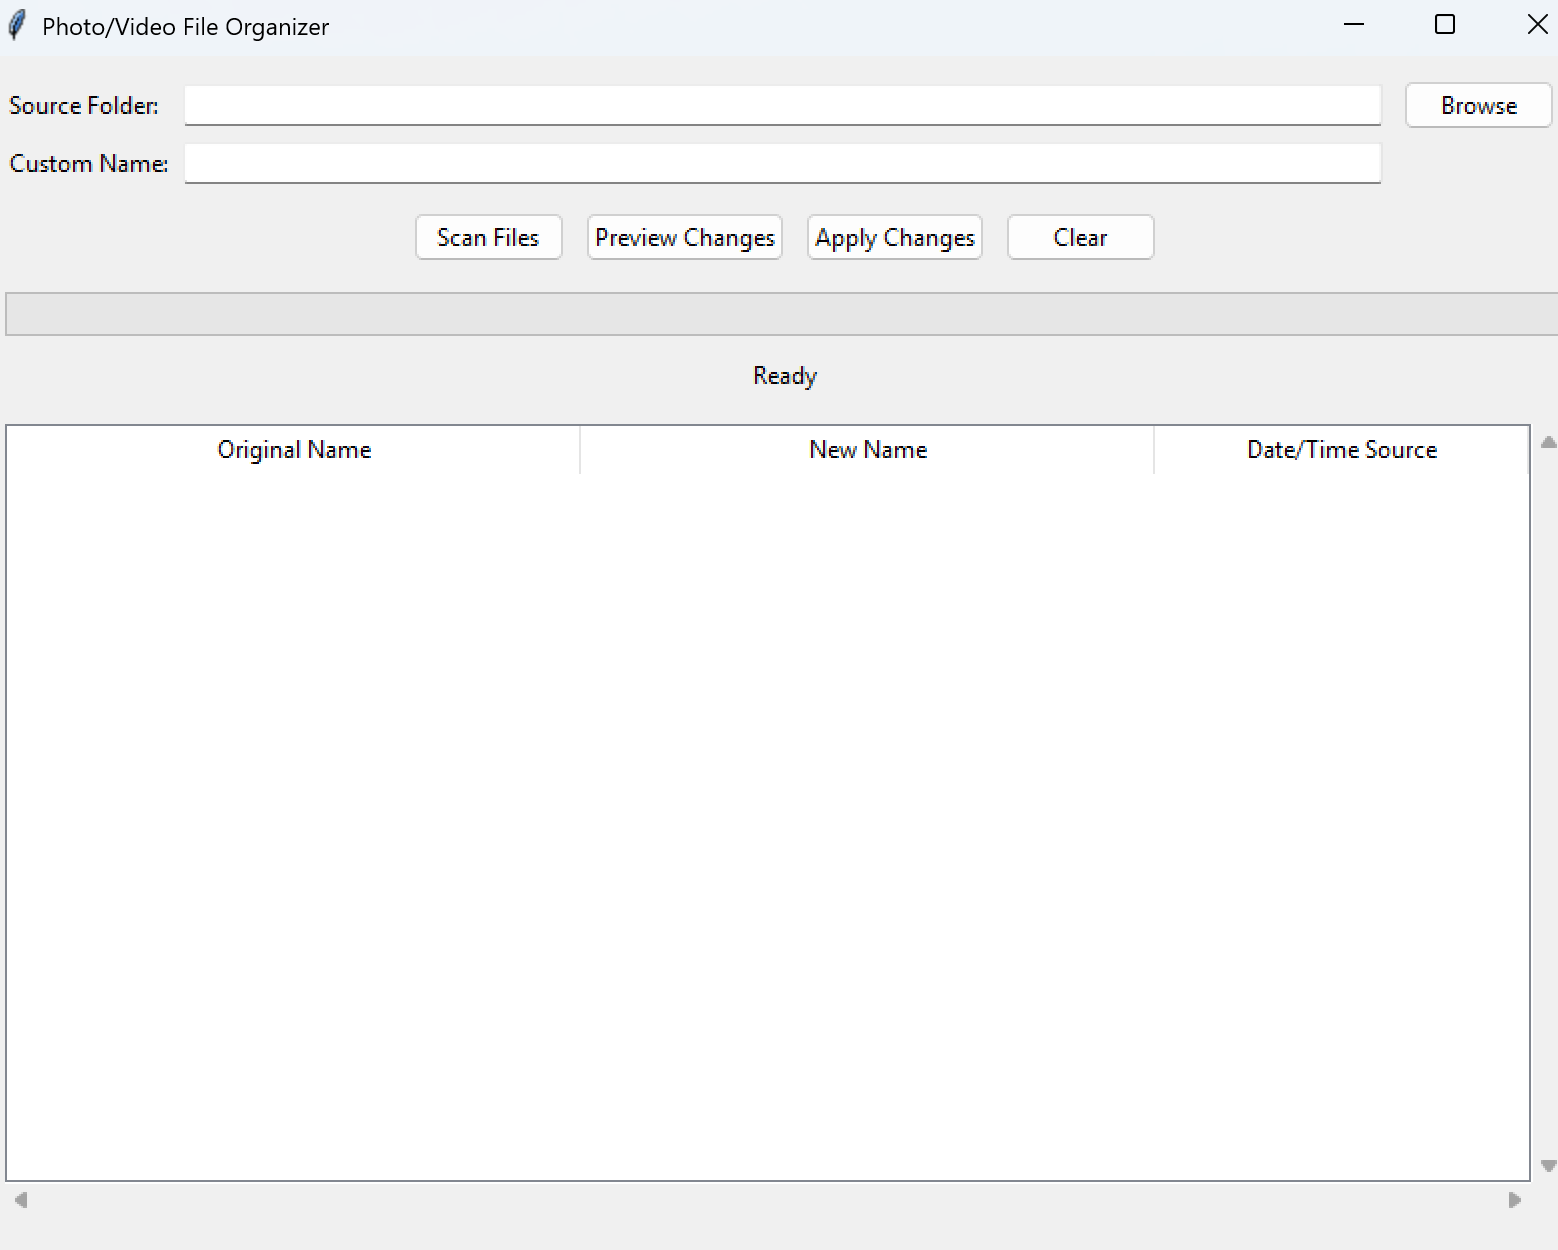 Photo/Video File Organizer
Source Folder:
Browse
Custom Name:
Scan Files
Preview Changes
Apply Changes
Clear
Ready
Original Name
New Name
Date/Time Source